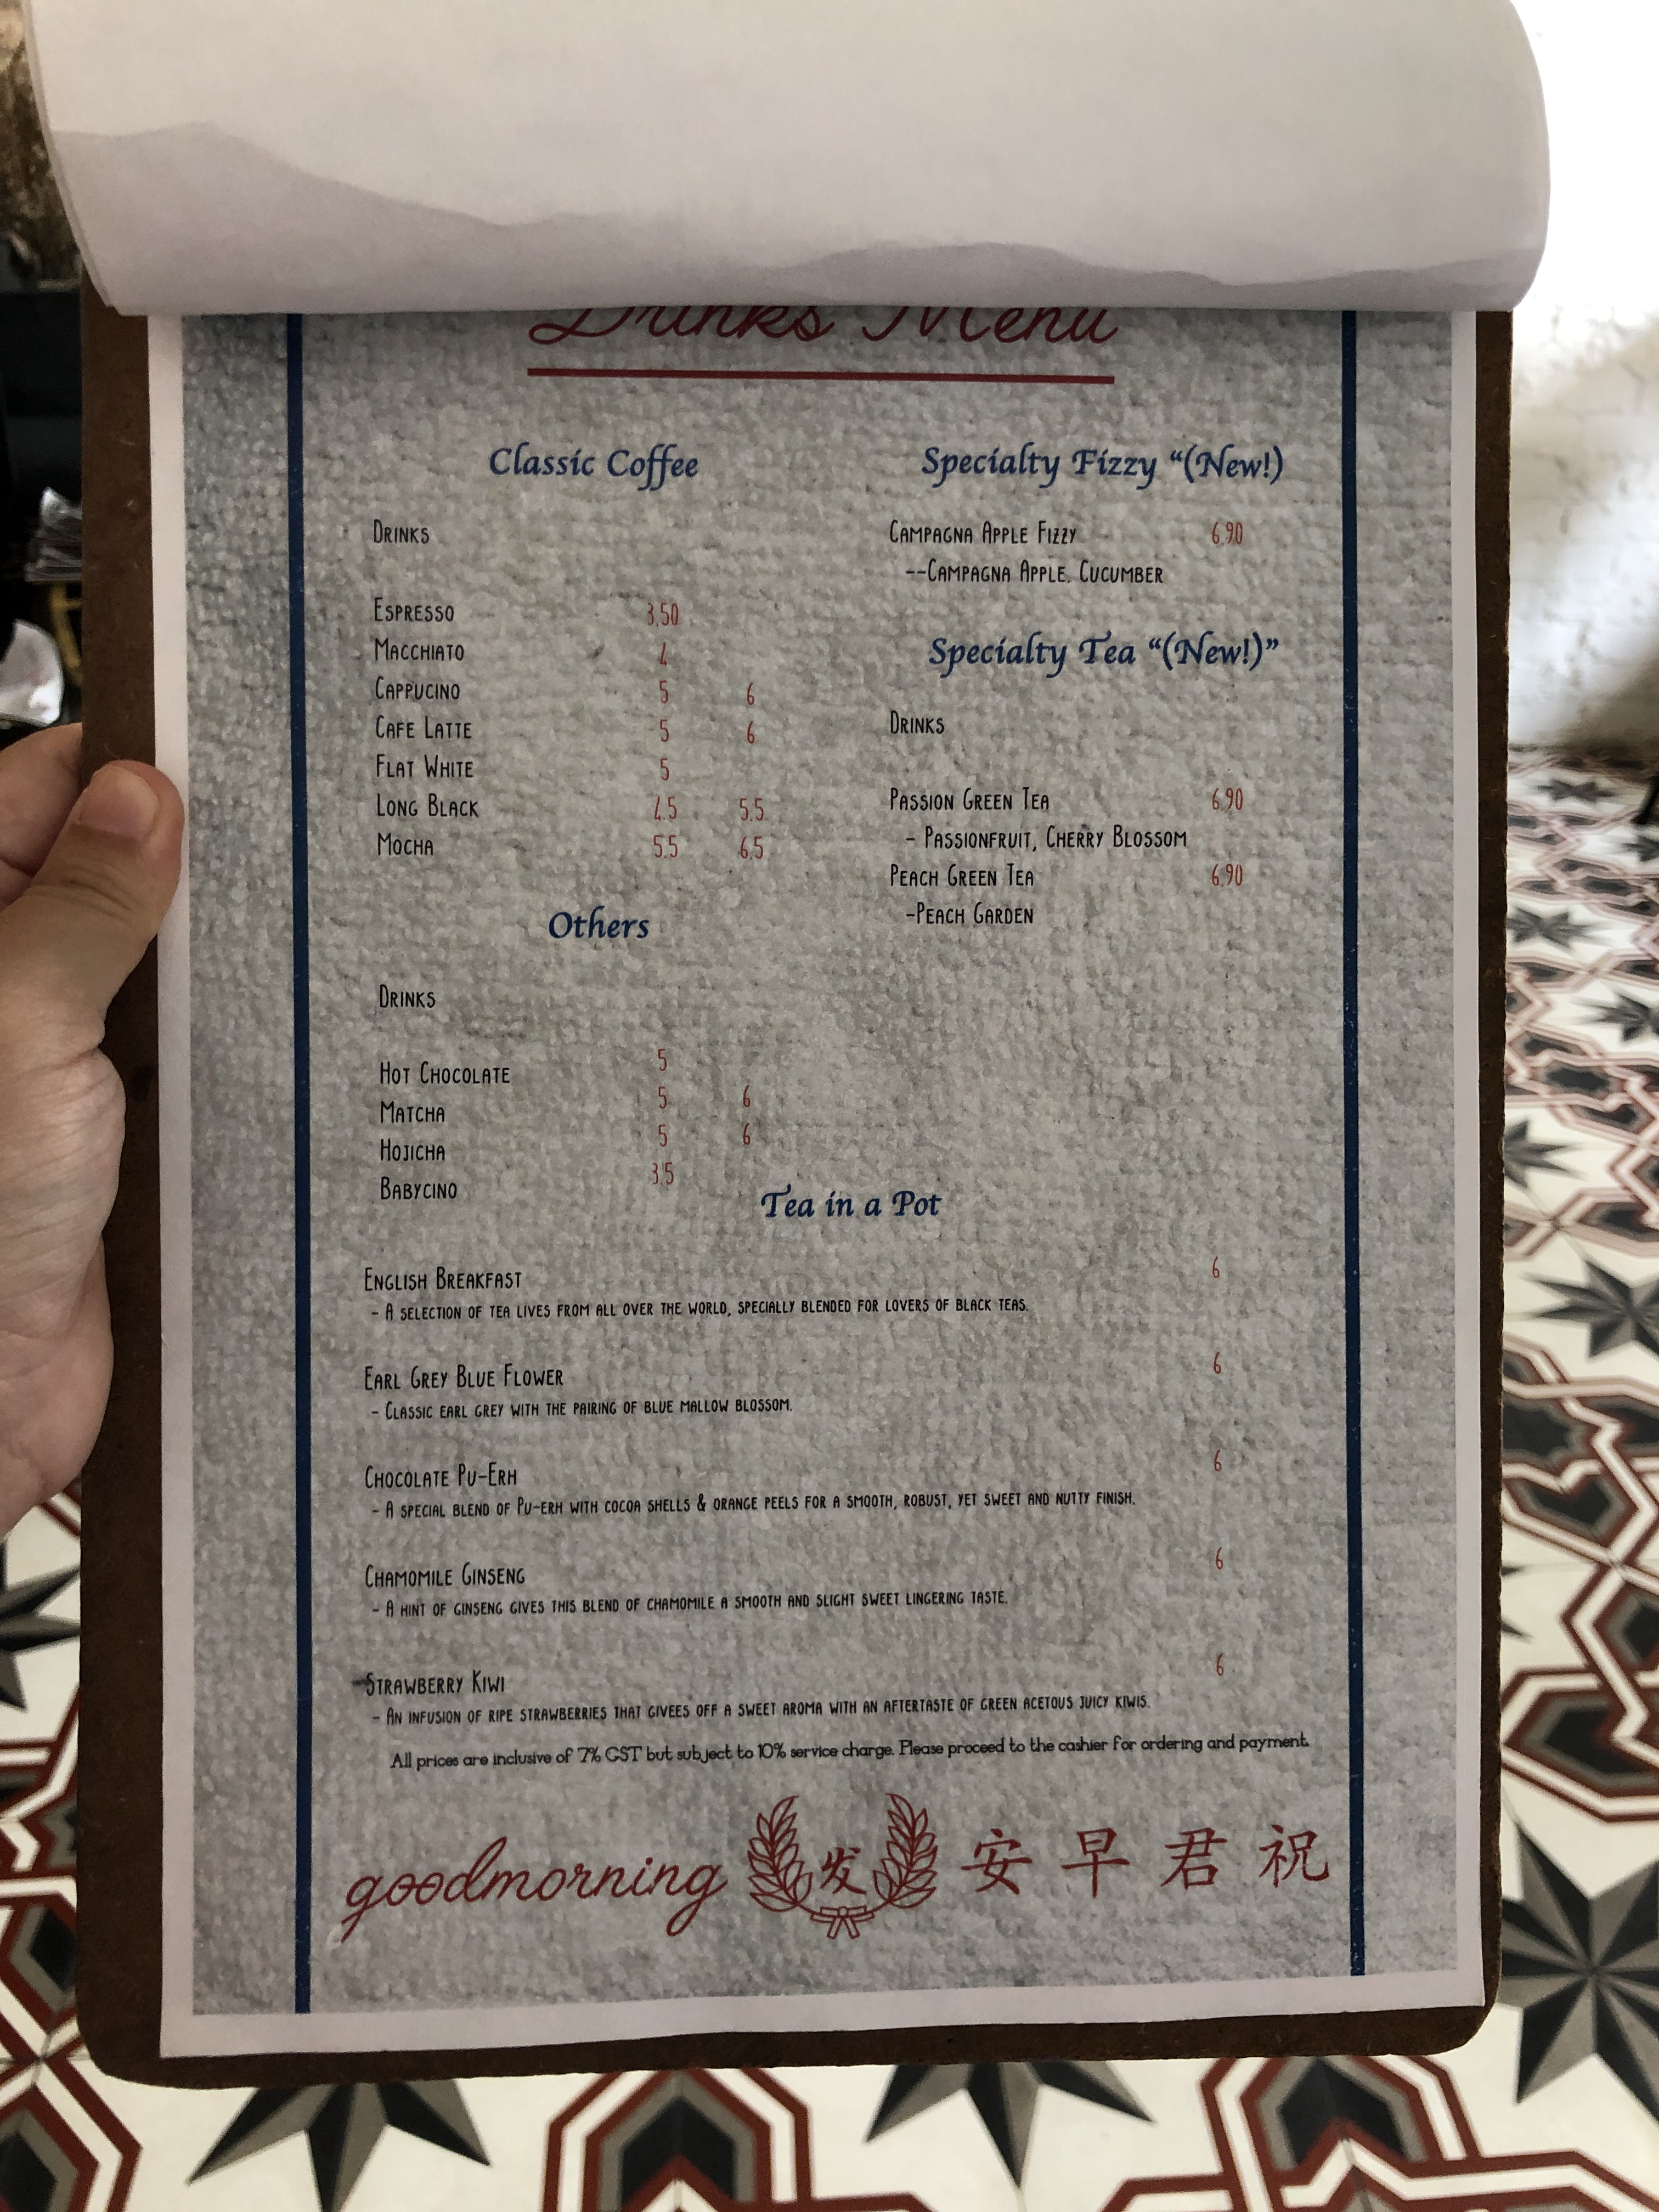 Drinks Menu
Classic Coffee
DRINKS
ESPRESSO 3.50
MACCHIATO 4
CAPPUCINO 5 6
CAFE LATTE 5 6
FLAT WHITE 5
LONG BLACK 4.5 5.5
MOCHA 5.5 6.5
Others
DRINKS
HOT CHOCOLATE 5
MATCHA 5 6
HOJICHA 5 6
BABYCINO 3.5
Specialty Fizzy “(New!)
CAMPAGNA APPLE FIZZY 6.90
--CAMPAGNA APPLE, CUCUMBER
Specialty Tea “(New!)”
DRINKS
PASSION GREEN TEA 6.90
- PASSIONFRUIT, CHERRY BLOSSOM
PEACH GREEN TEA 6.90
-PEACH GARDEN
Tea in a Pot
ENGLISH BREAKFAST 6
- A SELECTION OF TEA LIVES FROM ALL OVER THE WORLD, SPECIALLY BLENDED FOR LOVERS OF BLACK TEAS.
EARL GREY BLUE FLOWER 6
- CLASSIC EARL GREY WITH THE PAIRING OF BLUE MALLOW BLOSSOM.
CHOCOLATE PU-ERH 6
- A SPECIAL BLEND OF PU-ERH WITH COCOA SHELLS & ORANGE PEELS FOR A SMOOTH, ROBUST, YET SWEET AND NUTTY FINISH.
CHAMOMILE GINSENG 6
- A HINT OF GINSENG GIVES THIS BLEND OF CHAMOMILE A SMOOTH AND SLIGHT SWEET LINGERING TASTE.
STRAWBERRY KIWI 6
- AN INFUSION OF RIPE STRAWBERRIES THAT GIVEES OFF A SWEET AROMA WITH AN AFTERTASTE OF GREEN ACETOUS JUICY KIWIS.
All prices are inclusive of 7% GST but subject to 10% service charge. Please proceed to the cashier for ordering and payment.
goodmorning 发 安早君祝